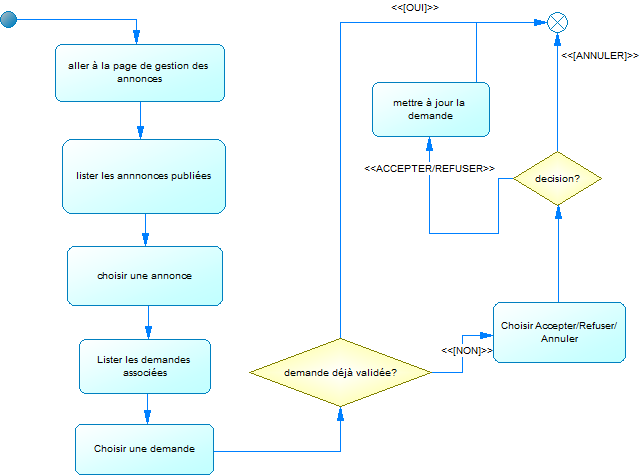 <<[OUI]>>
<<[ANNULER]>>
aller à la page de gestion des
annonces
mettre à jour la
demande
lister les annnonces publiées
<<ACCEPTER/REFUSER>>
decision?
choisir une annonce
Choisir Accepter/Refuser/
Annuler
<<[NON]>>
Lister les demandes
associées
demande déjà validée?
Choisir une demande